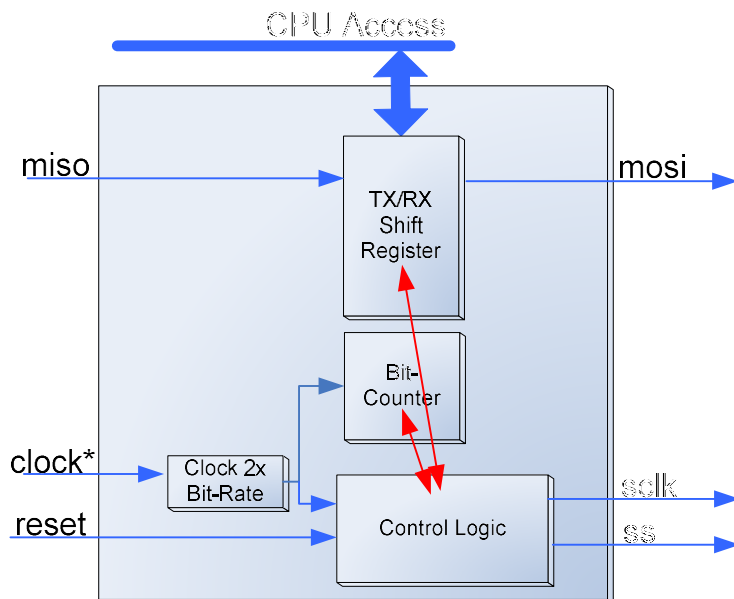 CPU Access
miso
mosi
TX/RX
Shift
Register
Bit-
Counter
clock*
Clock 2x
Bit-Rate
sclk
reset
Control Logic
ss